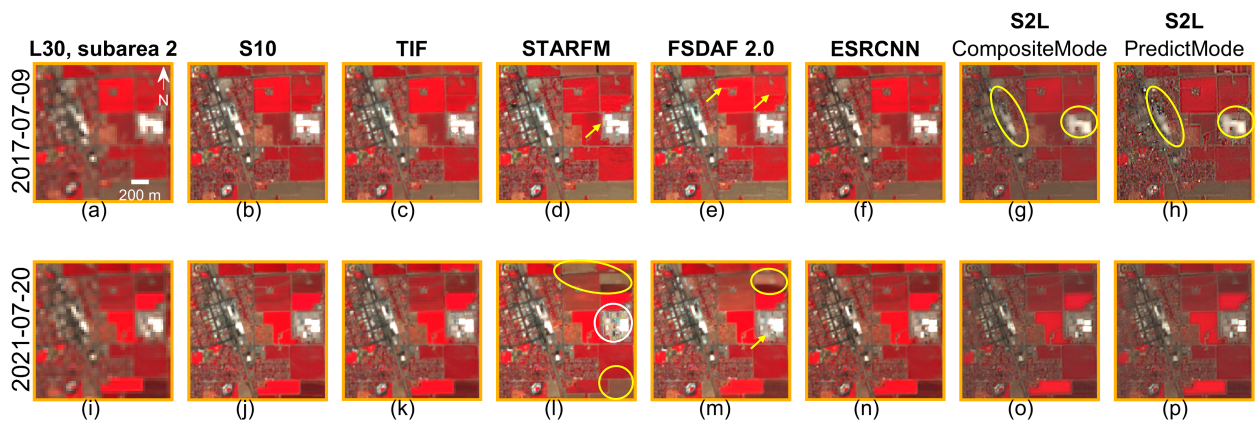 L30, subarea 2
S10
TIF
STARFM
FSDAF 2.0
ESRCNN
S2L
CompositeMode
S2L
PredictMode
2017-07-09
N
200 m
(a)
(b)
(c)
(d)
(e)
(f)
(g)
(h)
2021-07-20
(i)
(j)
(k)
(l)
(m)
(n)
(o)
(p)